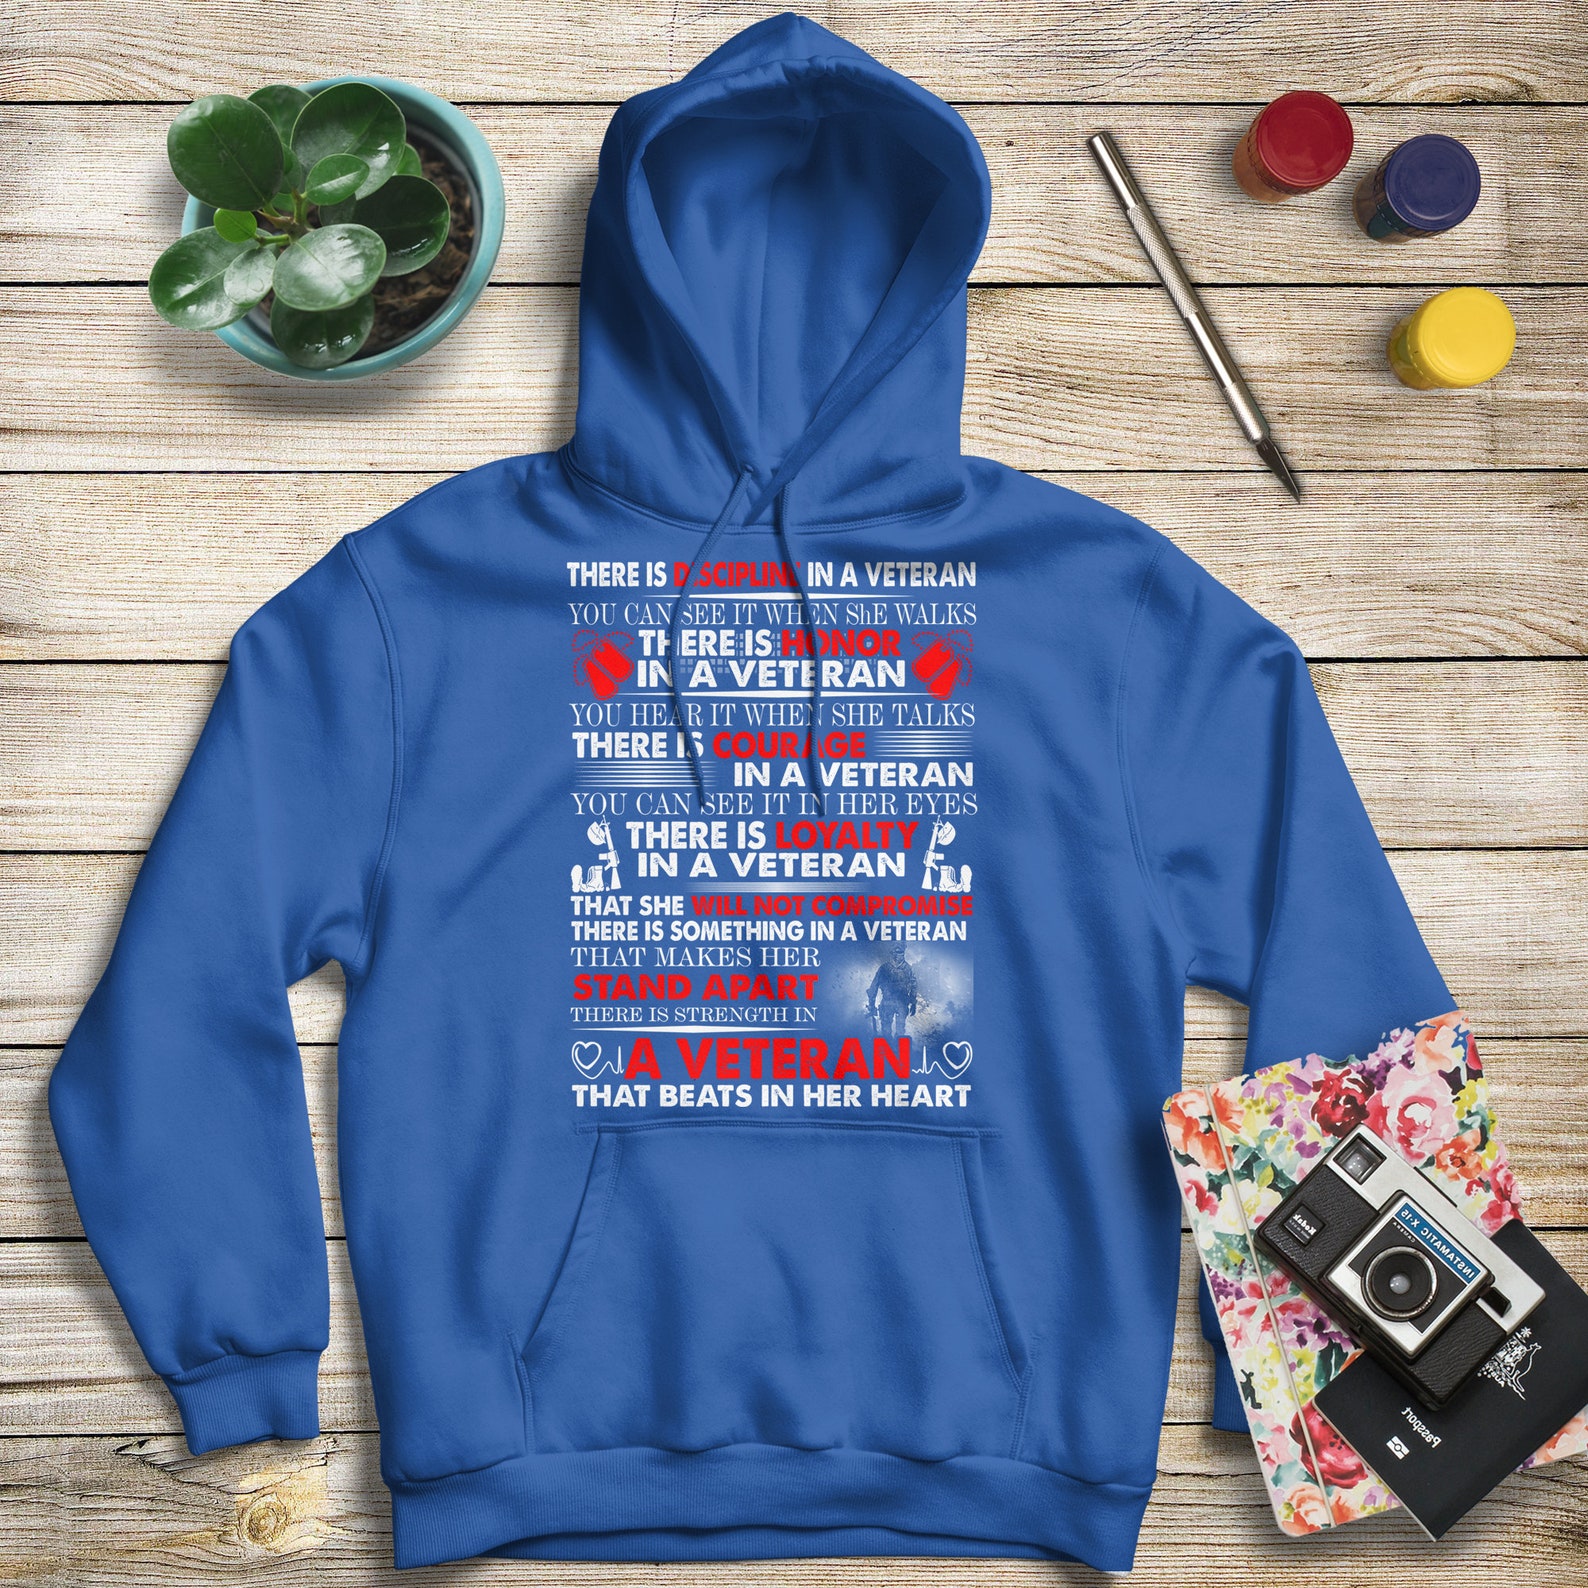 THERE IS DISCIPLINE IN A VETERAN
YOU CAN SEE IT WHEN ShE WALKS
THERE IS HONOR
IN A VETERAN
YOU HEAR IT WHEN SHE TALKS
THERE IS COURAGE
IN A VETERAN
YOU CAN SEE IT IN HER EYES
THERE IS LOYALTY
IN A VETERAN
THAT SHE WILL NOT COMPROMISE
THERE IS SOMETHING IN A VETERAN
THAT MAKES HER
STAND APART
THERE IS STRENGTH IN
A VETERAN
THAT BEATS IN HER HEART
Kodak
INSTAMATIC X-15
CAMERA
Passport